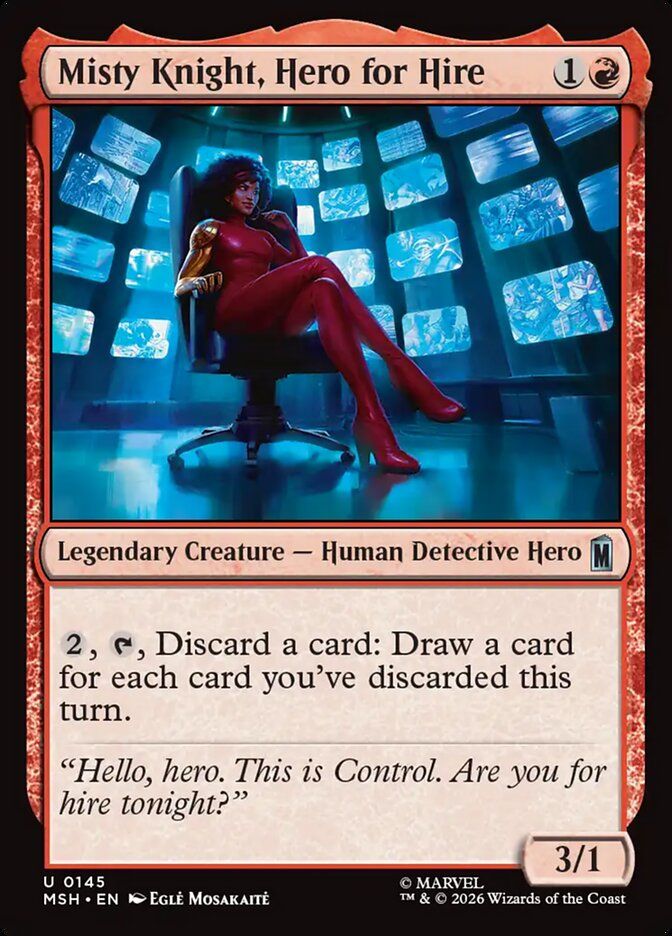 Misty Knight, Hero for Hire 1
Legendary Creature — Human Detective Hero M
2, , Discard a card: Draw a card
for each card you've discarded this
turn.
“Hello, hero. This is Control. Are you for
hire tonight?”
3/1
U 0145
MSH • EN Eglė Mosakaitė
© MARVEL
™ & © 2026 Wizards of the Coast